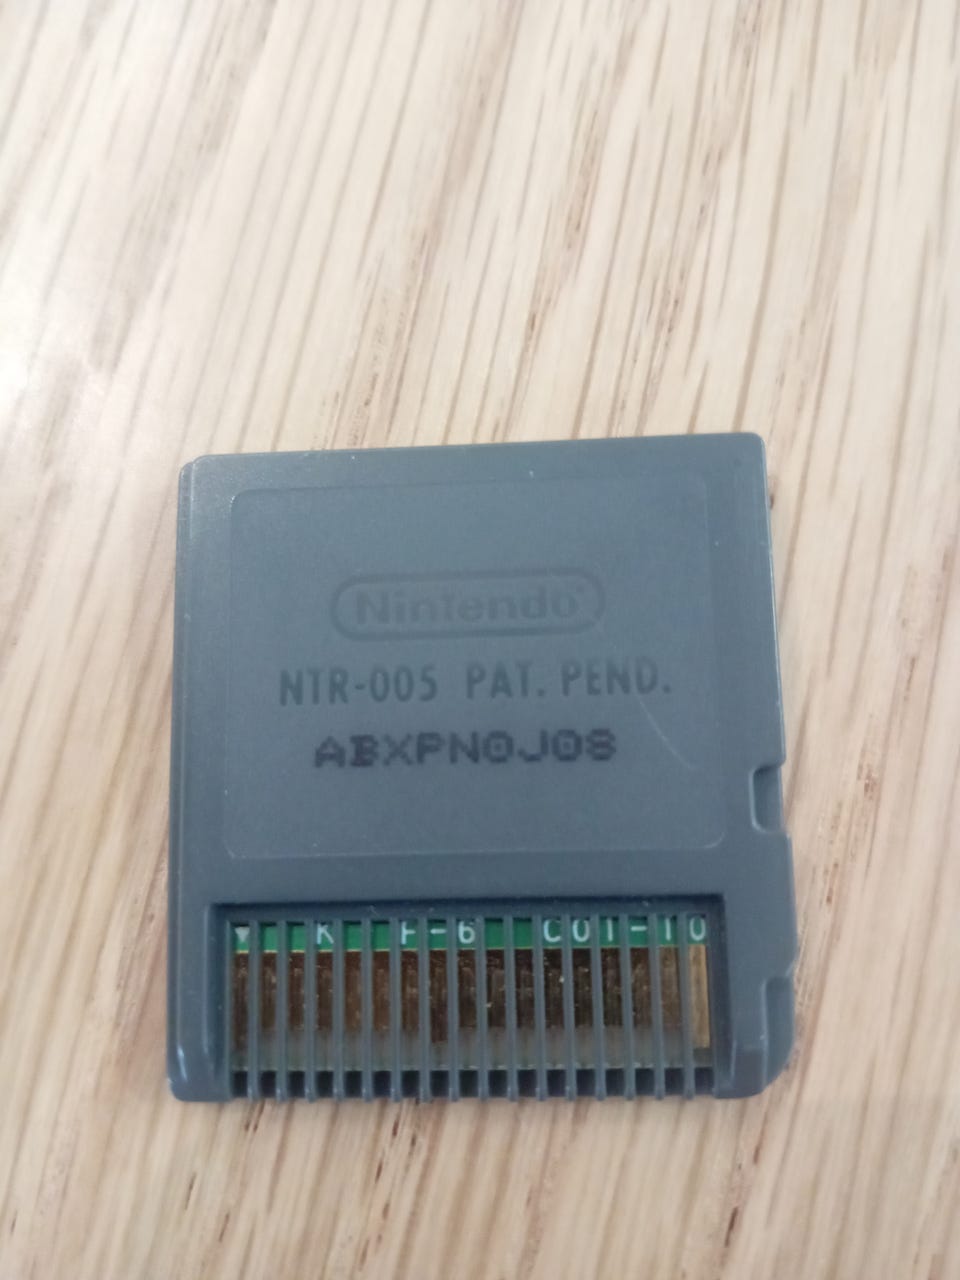 Nintendo
NTR-005 PAT. PEND.
ABXPN0J08
K F-6 C01-10